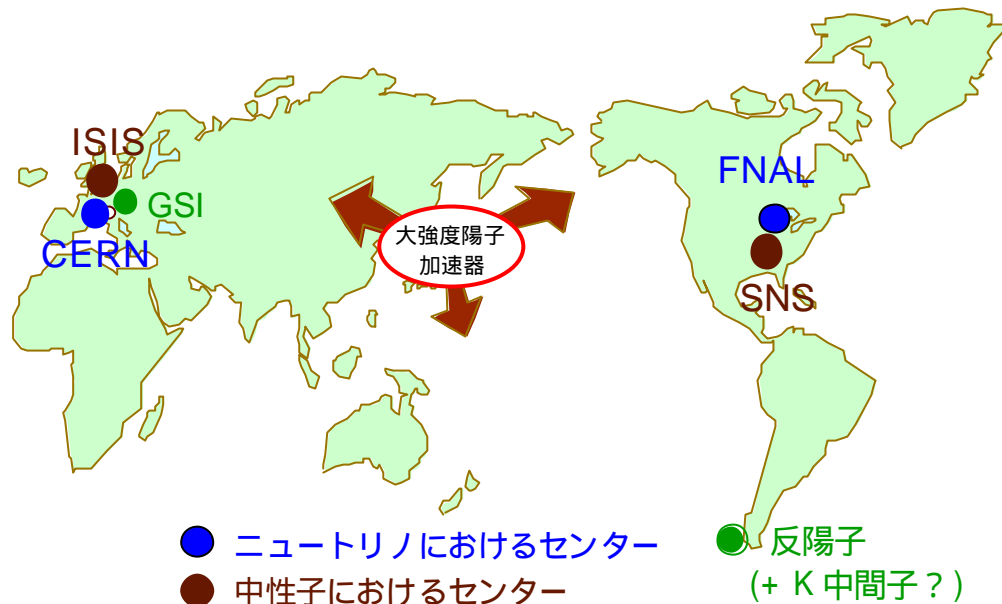 ISIS
GSI
CERN
大強度陽子
加速器
FNAL
SNS
ニュートリノにおけるセンター
中性子におけるセンター
反陽子
(+ K 中間子?)